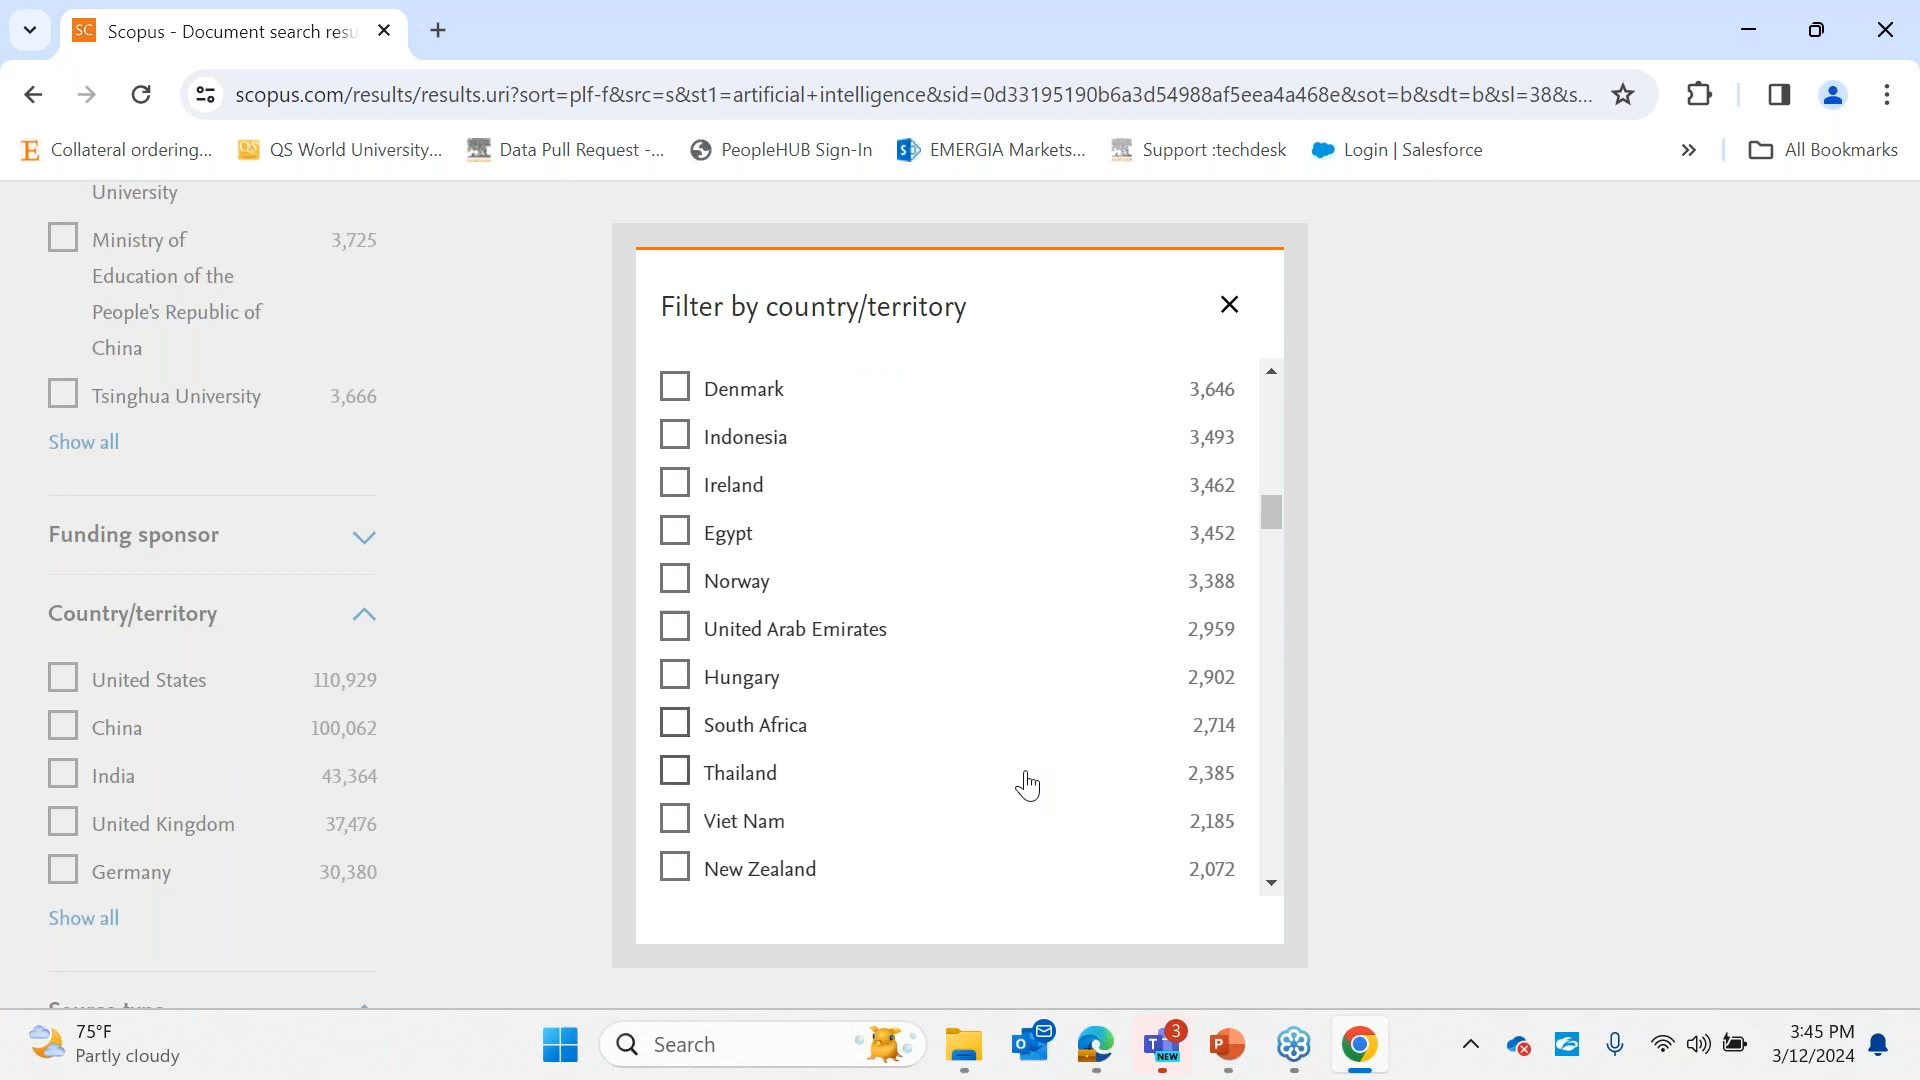 SC Scopus - Document search resu
scopus.com/results/results.uri?sort=plf-f&src=s&st1=artificial+intelligence&sid=0d33195190b6a3d54988af5eea4a468e&sot=b&sdt=b&sl=38&s...
Collateral ordering... QS World University... Data Pull Request -... PeopleHUB Sign-In EMERGIA Markets... Support :techdesk Login | Salesforce » All Bookmarks
University
Ministry of 3,725
Education of the
People's Republic of
China
Tsinghua University 3,666
Show all
Funding sponsor
Country/territory
United States 110,929
China 100,062
India 43,364
United Kingdom 37,476
Germany 30,380
Show all
Source type
Filter by country/territory
Denmark 3,646
Indonesia 3,493
Ireland 3,462
Egypt 3,452
Norway 3,388
United Arab Emirates 2,959
Hungary 2,902
South Africa 2,714
Thailand 2,385
Viet Nam 2,185
New Zealand 2,072
75°F
Partly cloudy
Search
3
NEW
3:45 PM
3/12/2024